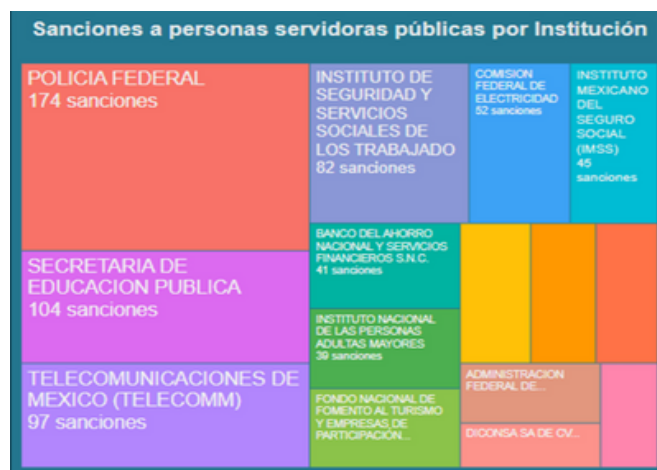 Sanciones a personas servidoras públicas por Institución
POLICIA FEDERAL
174 sanciones
SECRETARIA DE
EDUCACION PUBLICA
104 sanciones
TELECOMUNICACIONES DE
MEXICO (TELECOMM)
97 sanciones
INSTITUTO DE
SEGURIDAD Y
SERVICIOS
SOCIALES DE
LOS TRABAJADO
82 sanciones
COMISION
FEDERAL DE
ELECTRICIDAD
52 sanciones
INSTITUTO
MEXICANO
DEL
SEGURO
SOCIAL
(IMSS)
45
sanciones
BANCO DEL AHORRO
NACIONAL Y SERVICIOS
FINANCIEROS S.N.C.
41 sanciones
INSTITUTO NACIONAL
DE LAS PERSONAS
ADULTAS MAYORES
39 sanciones
FONDO NACIONAL DE
FOMENTO AL TURISMO
Y EMPRESAS DE
PARTICIPACIÓN...
ADMINISTRACION
FEDERAL DE...
DICONSA SA DE CV...